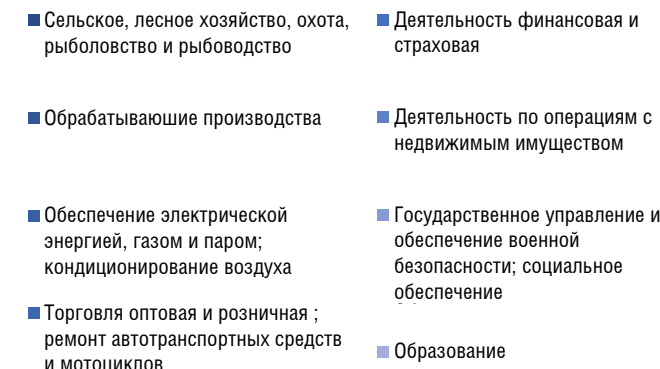 Сельское, лесное хозяйство, охота,
рыболовство и рыбоводство
Обрабатываюшие производства
Обеспечение электрической
энергией, газом и паром;
кондиционирование воздуха
Торговля оптовая и розничная ;
ремонт автотранспортных средств
и мотоциклов
Деятельность финансовая и
страховая
Деятельность по операциям с
недвижимым имуществом
Государственное управление и
обеспечение военной
безопасности; социальное
обеспечение
Образование